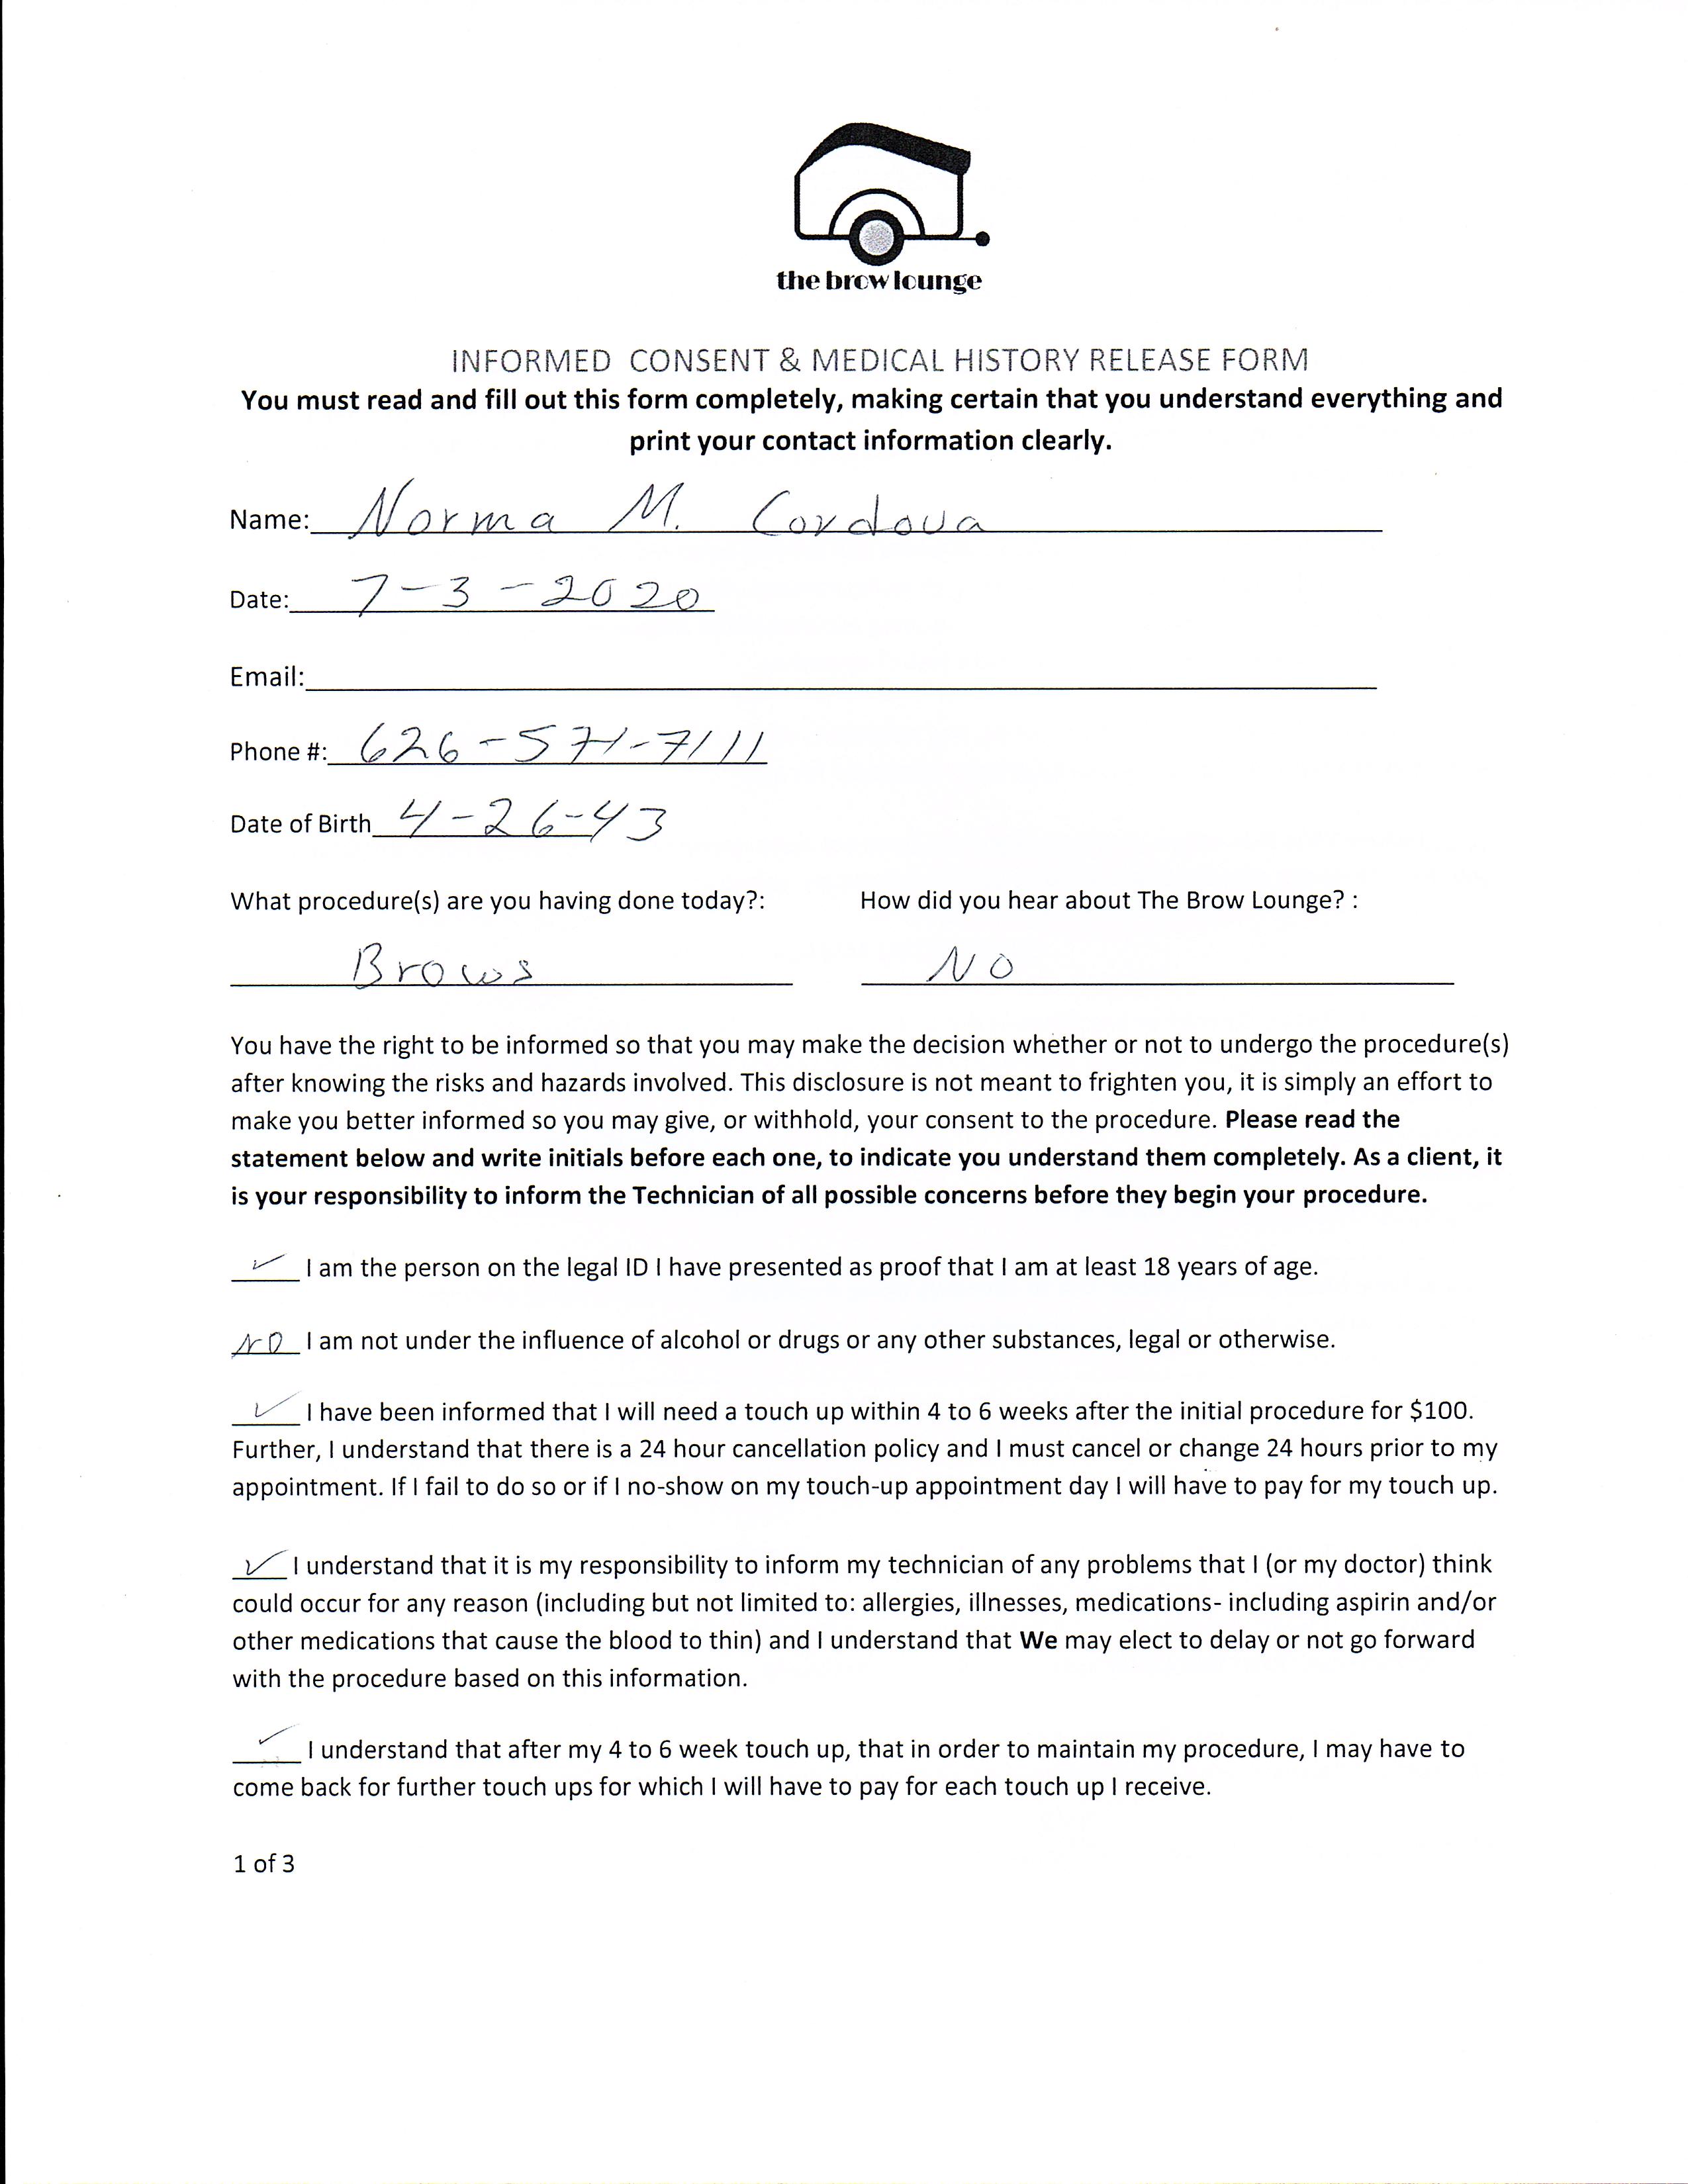 the brow lounge
INFORMED CONSENT & MEDICAL HISTORY RELEASE FORM
You must read and fill out this form completely, making certain that you understand everything and
print your contact information clearly.
Name: Norma M. Cordova
Date: 7-3-2020
Email:
Phone #: 626-571-7111
Date of Birth 4-26-43
What procedure(s) are you having done today?: How did you hear about The Brow Lounge? :
Brows NO
You have the right to be informed so that you may make the decision whether or not to undergo the procedure(s)
after knowing the risks and hazards involved. This disclosure is not meant to frighten you, it is simply an effort to
make you better informed so you may give, or withhold, your consent to the procedure. Please read the
statement below and write initials before each one, to indicate you understand them completely. As a client, it
is your responsibility to inform the Technician of all possible concerns before they begin your procedure.
✓ I am the person on the legal ID I have presented as proof that I am at least 18 years of age.
NO I am not under the influence of alcohol or drugs or any other substances, legal or otherwise.
✓ I have been informed that I will need a touch up within 4 to 6 weeks after the initial procedure for $100.
Further, I understand that there is a 24 hour cancellation policy and I must cancel or change 24 hours prior to my
appointment. If I fail to do so or if I no-show on my touch-up appointment day I will have to pay for my touch up.
✓ I understand that it is my responsibility to inform my technician of any problems that I (or my doctor) think
could occur for any reason (including but not limited to: allergies, illnesses, medications- including aspirin and/or
other medications that cause the blood to thin) and I understand that We may elect to delay or not go forward
with the procedure based on this information.
✓ I understand that after my 4 to 6 week touch up, that in order to maintain my procedure, I may have to
come back for further touch ups for which I will have to pay for each touch up I receive.
1 of 3